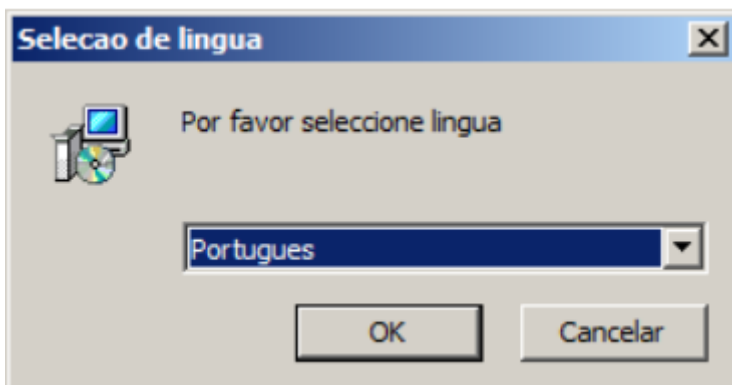 Selecao de lingua
Por favor seleccione lingua
Portugues
OK
Cancelar